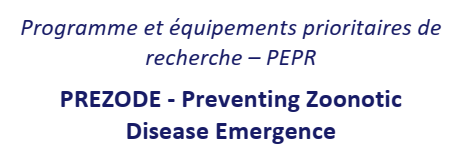 Programme et équipements prioritaires de
recherche – PEPR
PREZODE - Preventing Zoonotic
Disease Emergence